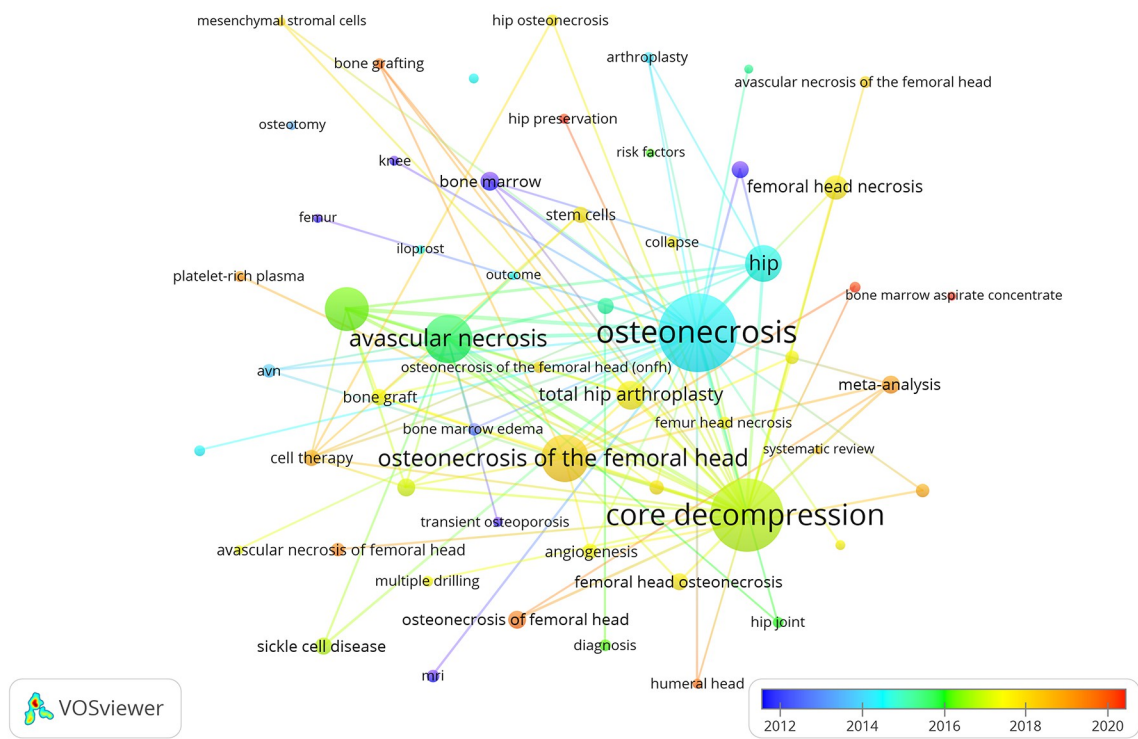 mesenchymal stromal cells
hip osteonecrosis
bone grafting
arthroplasty
avascular necrosis of the femoral head
osteotomy
hip preservation
risk factors
knee
bone marrow
femoral head necrosis
femur
stem cells
iloprost
collapse
hip
platelet-rich plasma
outcome
bone marrow aspirate concentrate
avascular necrosis
osteonecrosis
osteonecrosis of the femoral head (onfh)
avn
meta-analysis
bone graft
total hip arthroplasty
bone marrow edema
femur head necrosis
cell therapy
osteonecrosis of the femoral head
systematic review
core decompression
transient osteoporosis
avascular necrosis of femoral head
angiogenesis
multiple drilling
femoral head osteonecrosis
osteonecrosis of femoral head
hip joint
sickle cell disease
diagnosis
mri
humeral head
VOSviewer
2012
2014
2016
2018
2020